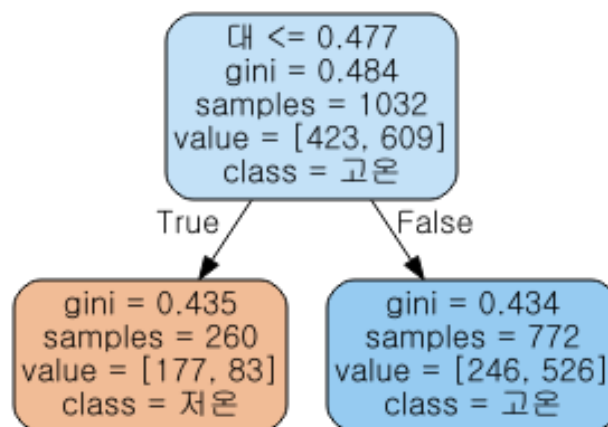 대 <= 0.477
gini = 0.484
samples = 1032
value = [423, 609]
class = 고온
True
False
gini = 0.435
samples = 260
value = [177, 83]
class = 저온
gini = 0.434
samples = 772
value = [246, 526]
class = 고온